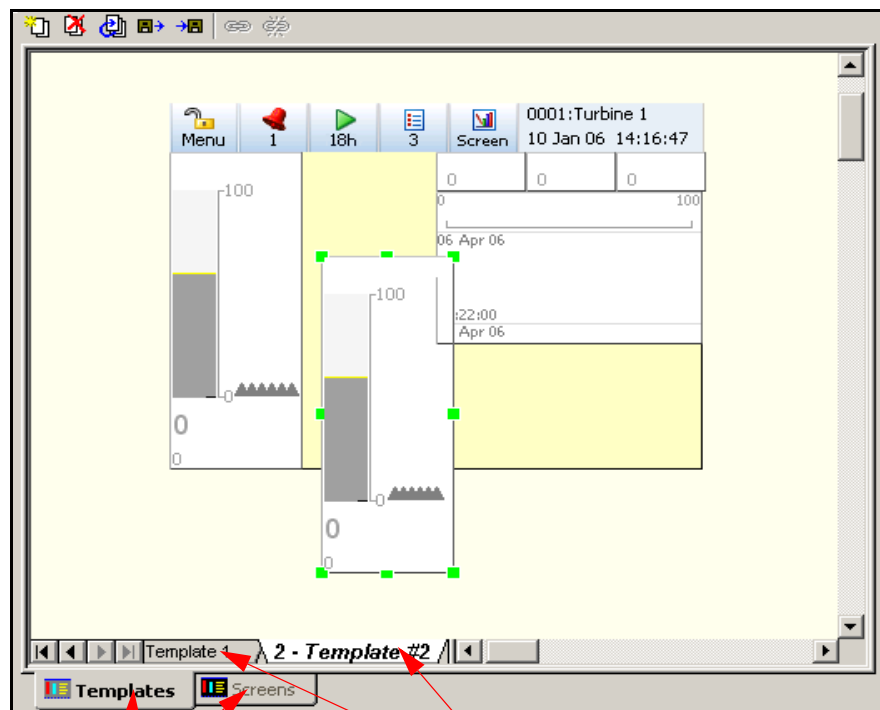 0001:Turbine 1
Menu 1 18h 3 Screen 10 Jan 06 14:16:47
0 0 0
100
0 100
06 Apr 06
100
:22:00
Apr 06
0
0
0
0
0
0
Template 1 2 - Template #2
Templates Screens